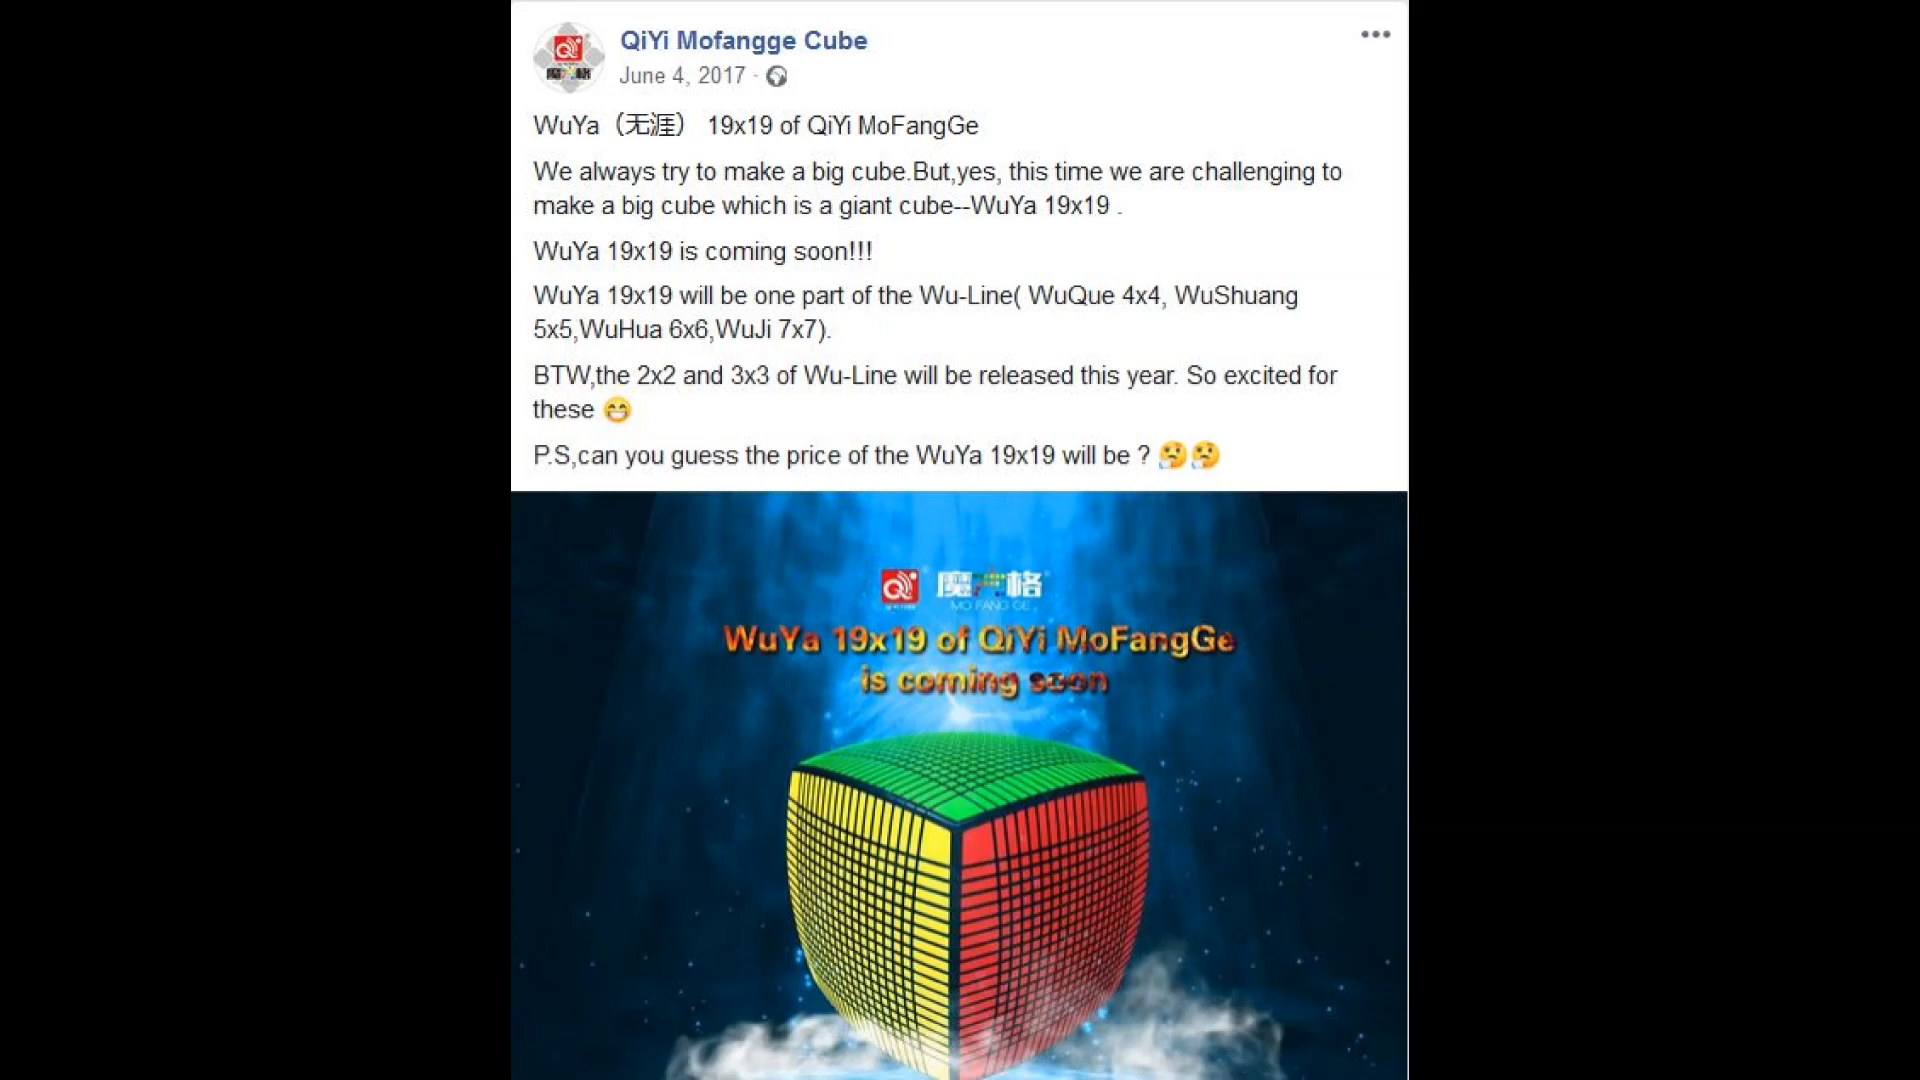 QiYi Mofangge Cube
June 4, 2017 ·
WuYa（无涯） 19x19 of QiYi MoFangGe
We always try to make a big cube.But,yes, this time we are challenging to
make a big cube which is a giant cube--WuYa 19x19 .
WuYa 19x19 is coming soon!!!
WuYa 19x19 will be one part of the Wu-Line( WuQue 4x4, WuShuang
5x5,WuHua 6x6,WuJi 7x7).
BTW,the 2x2 and 3x3 of Wu-Line will be released this year. So excited for
these 😁
P.S,can you guess the price of the WuYa 19x19 will be ? 🤔🤔
魔方格
MO FANG GE
WuYa 19x19 of QiYi MoFangGe
is coming soon